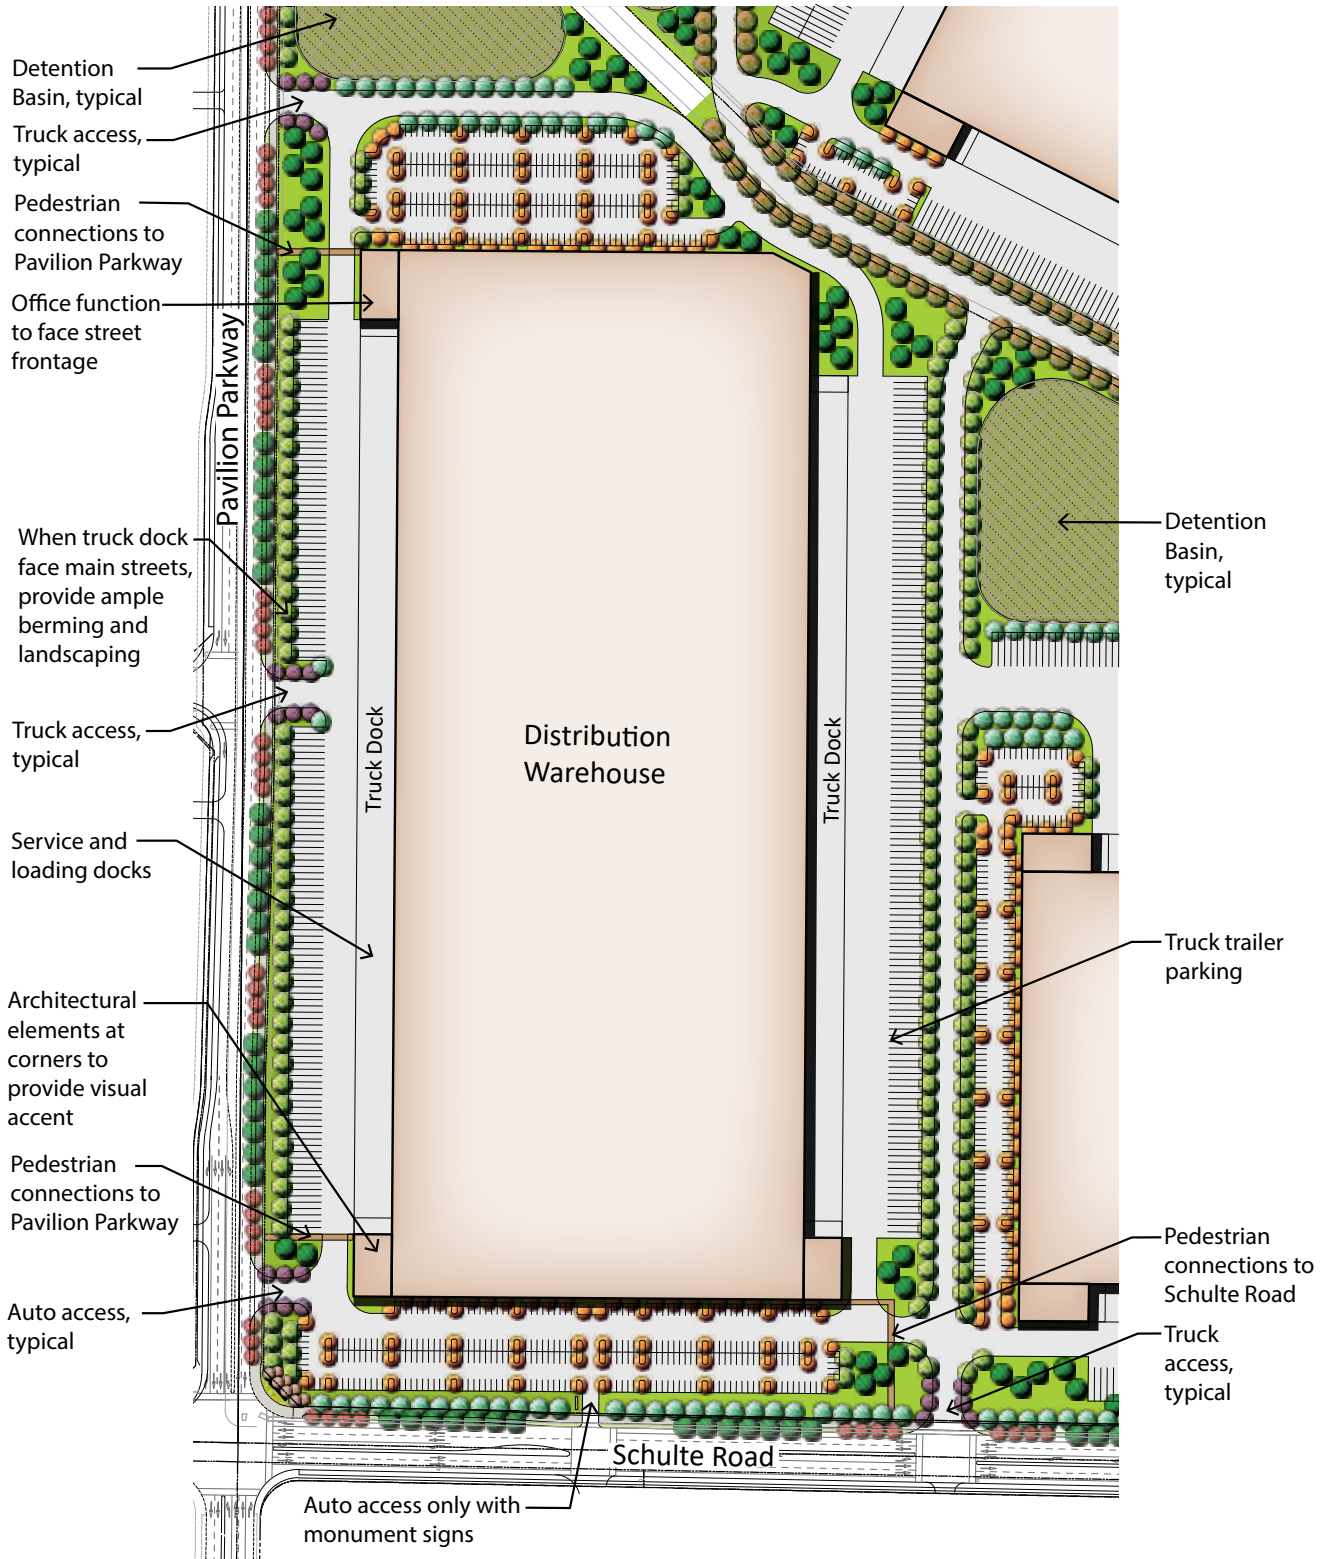 Detention
Basin, typical
Truck access,
typical
Pedestrian
connections to
Pavilion Parkway
Office function
to face street
frontage
Pavilion Parkway
When truck dock
face main streets,
provide ample
berming and
landscaping
Truck access,
typical
Service and
loading docks
Architectural
elements at
corners to
provide visual
accent
Pedestrian
connections to
Pavilion Parkway
Auto access,
typical
Truck Dock
Distribution
Warehouse
Truck Dock
Detention
Basin,
typical
Truck trailer
parking
Pedestrian
connections to
Schulte Road
Truck
access,
typical
Schulte Road
Auto access only with
monument signs